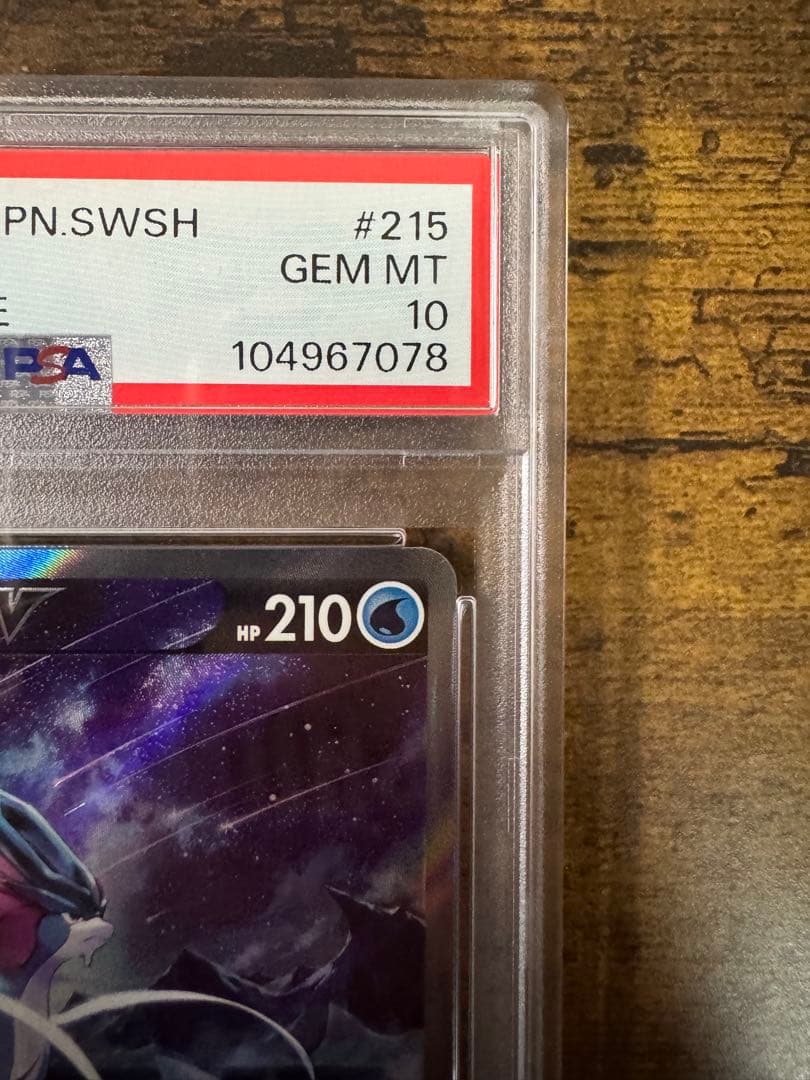 PN.SWSH #215
GEM MT
E 10
PSA 104967078
HP 210